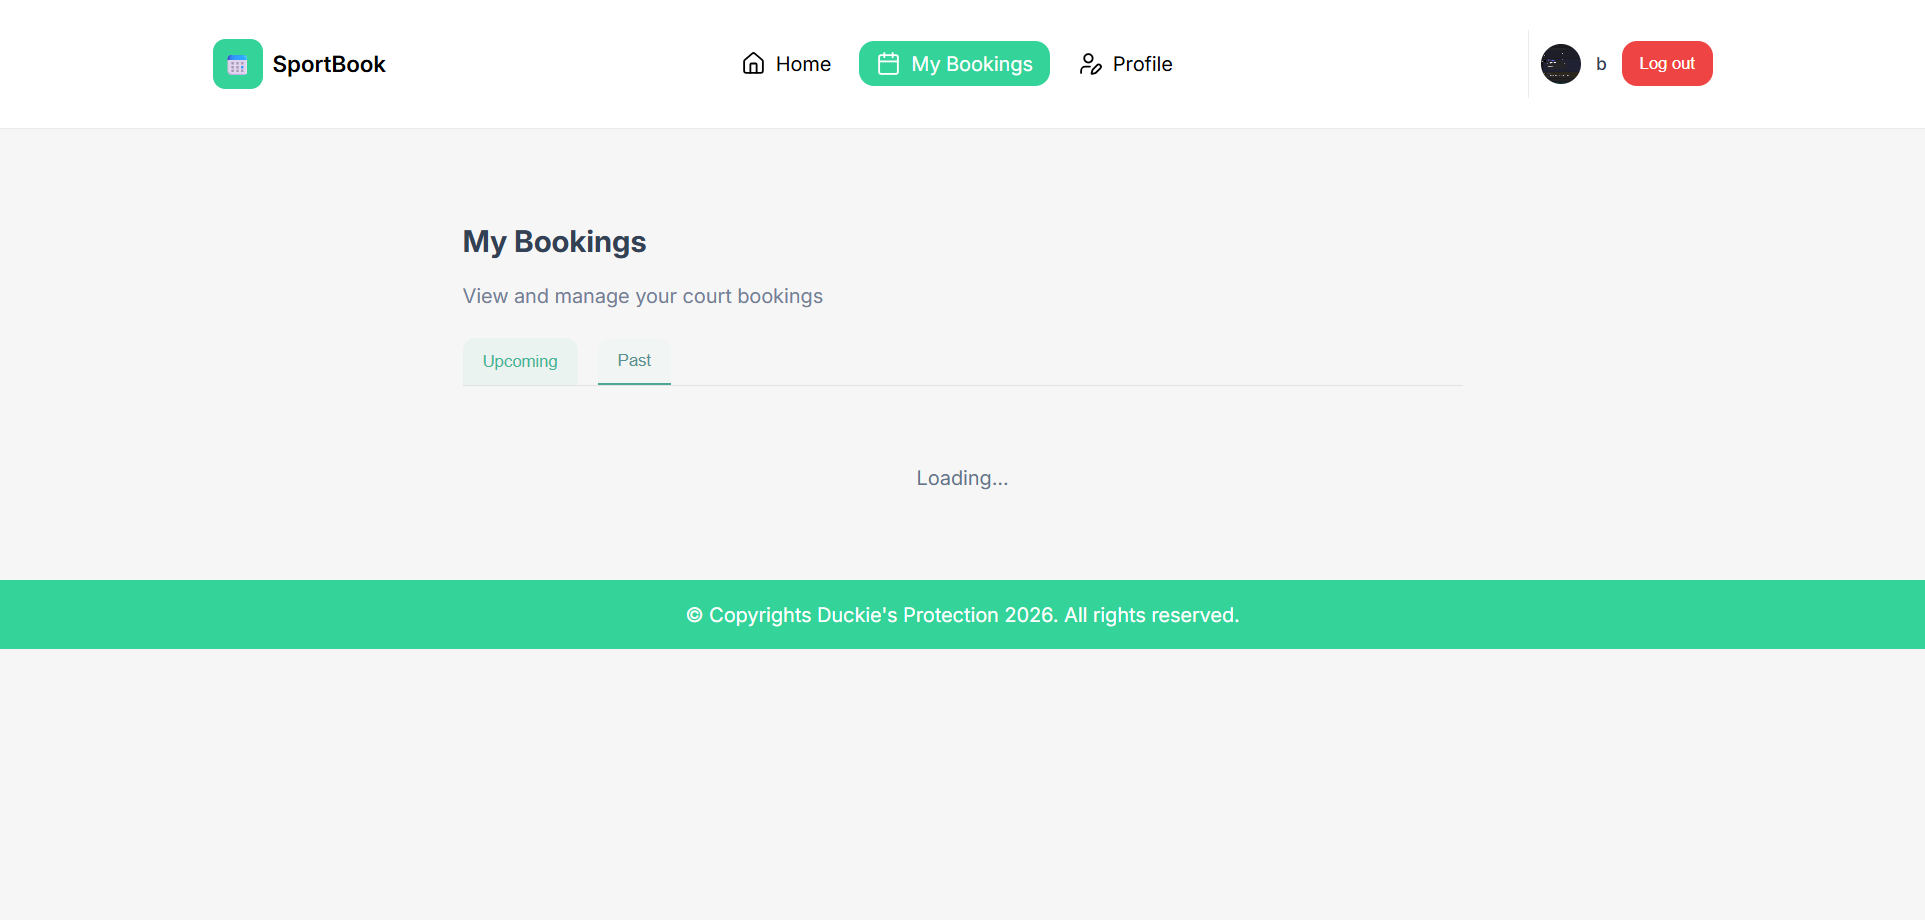 SportBook
Home
My Bookings
Profile
b
Log out
My Bookings
View and manage your court bookings
Upcoming
Past
Loading...
© Copyrights Duckie's Protection 2026. All rights reserved.